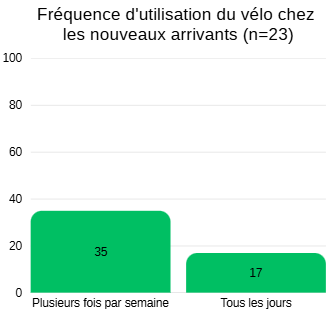 Fréquence d'utilisation du vélo chez
les nouveaux arrivants (n=23)
100
80
60
40
20
0
35
17
Plusieurs fois par semaine
Tous les jours